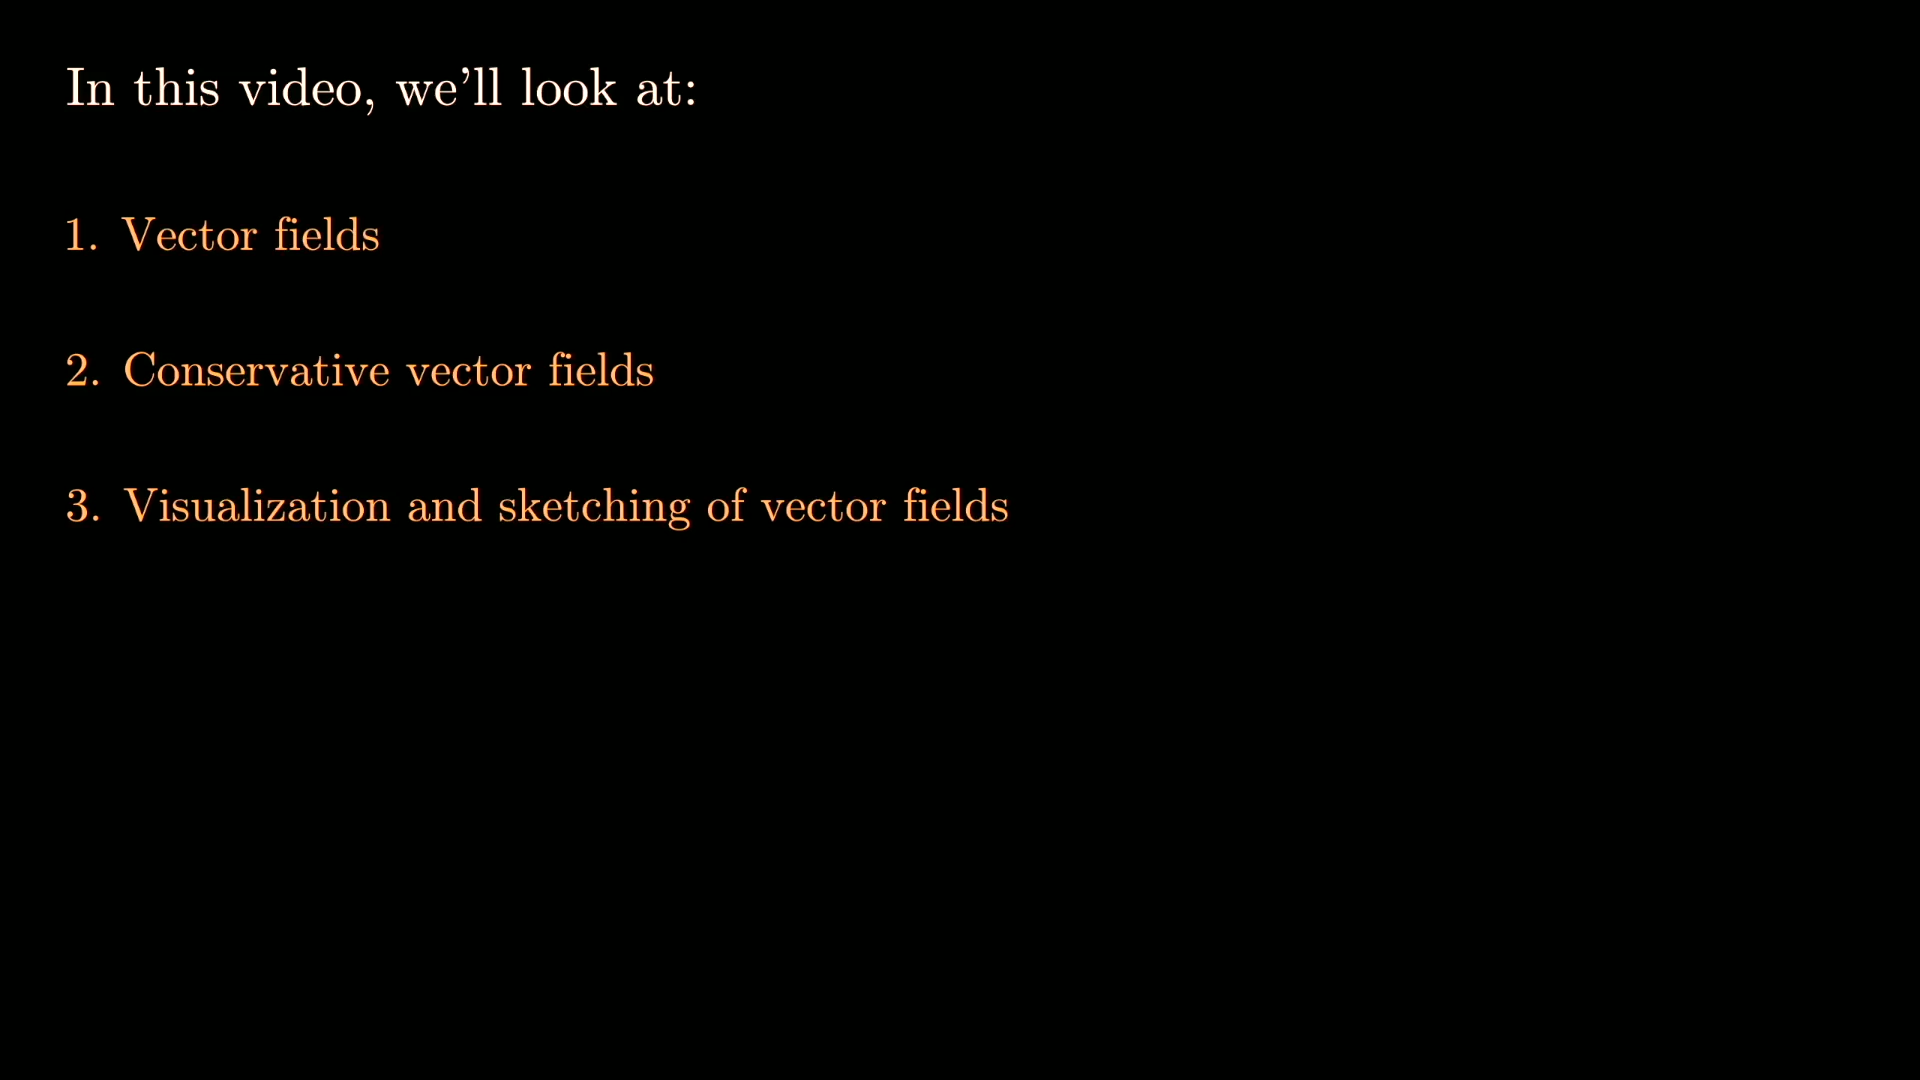 In this video, we'll look at:
1. Vector fields
2. Conservative vector fields
3. Visualization and sketching of vector fields